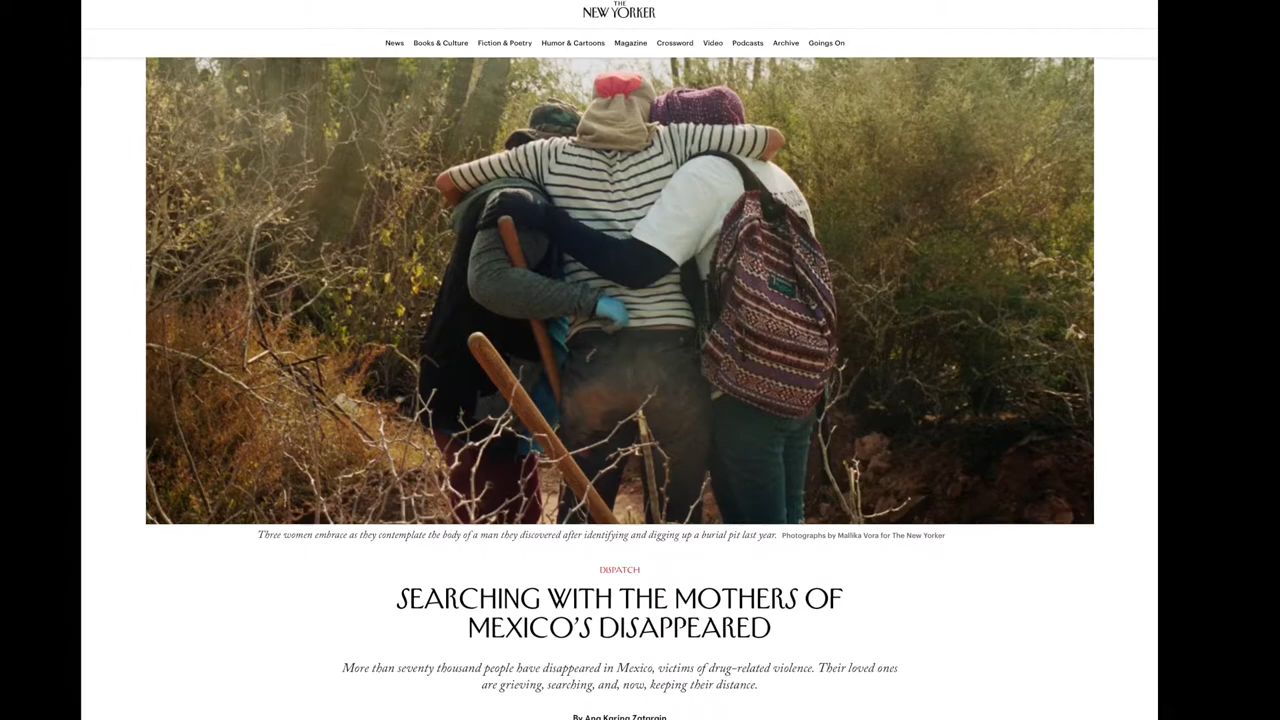 THE
NEW YORKER
News Books & Culture Fiction & Poetry Humor & Cartoons Magazine Crossword Video Podcasts Archive Goings On
Three women embrace as they contemplate the body of a man they discovered after identifying and digging up a burial pit last year. Photographs by Mallika Vora for The New Yorker
DISPATCH
SEARCHING WITH THE MOTHERS OF
MEXICO'S DISAPPEARED
More than seventy thousand people have disappeared in Mexico, victims of drug-related violence. Their loved ones
are grieving, searching, and, now, keeping their distance.
By Ana Karina Zatarain